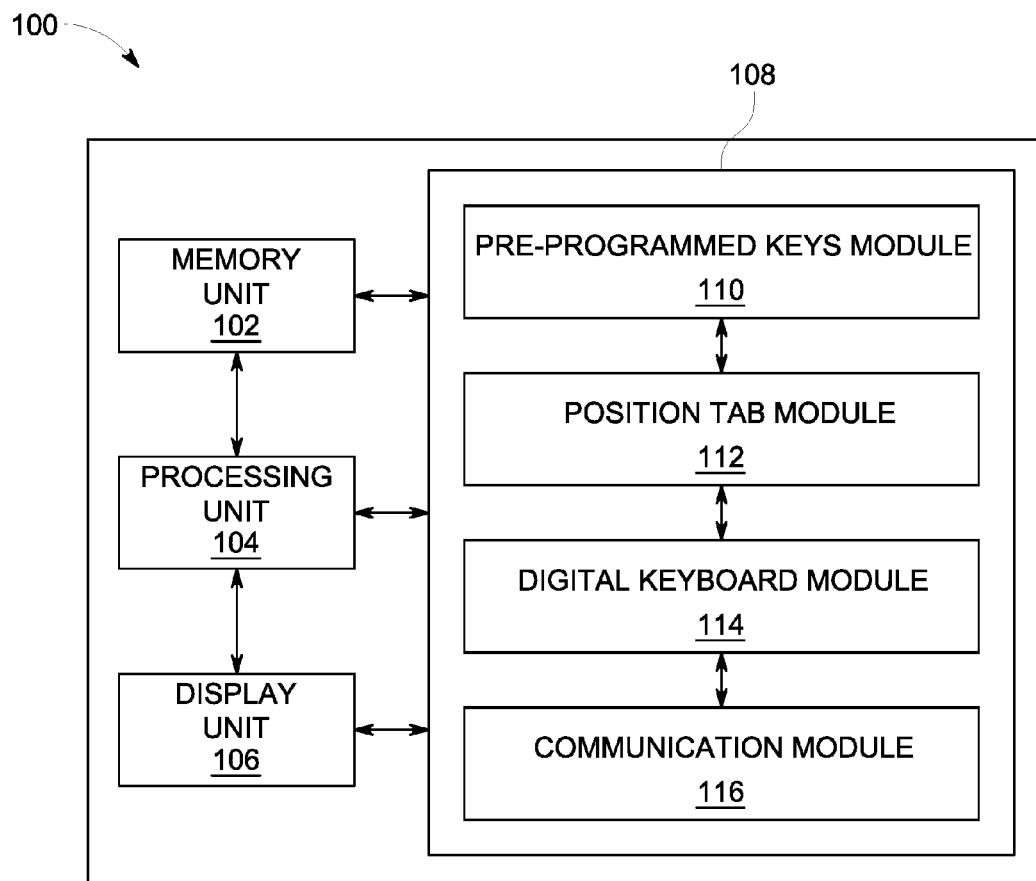 100
108
MEMORY
UNIT
102
PROCESSING
UNIT
104
DISPLAY
UNIT
106
PRE-PROGRAMMED KEYS MODULE
110
POSITION TAB MODULE
112
DIGITAL KEYBOARD MODULE
114
COMMUNICATION MODULE
116